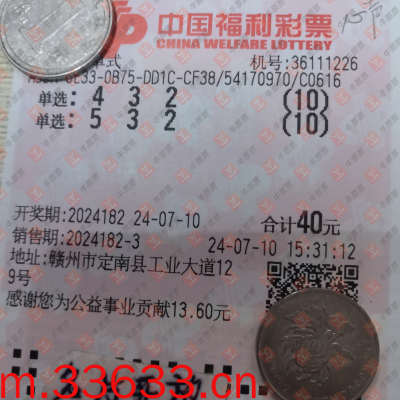 中国福利彩票
CHINA WELFARE LOTTERY
单式 机号:36111226
-0B75-DD1C-CF38/54170970/C0616
单选: 4 3 2 (10)
单选: 5 3 2 (10)
开奖期:2024182 24-07-10 合计40元
销售期:2024182-3 24-07-10 15:31:12
地址:赣州市定南县工业大道12
9号
感谢您为公益事业贡献13.60元
m.33633.cn